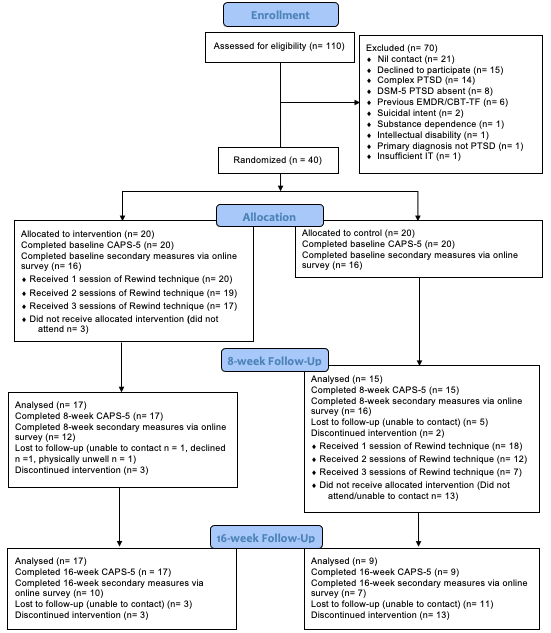 Enrollment
Assessed for eligibility (n= 110)
Excluded (n= 70)
♦ Nil contact (n= 21)
♦ Declined to participate (n= 15)
♦ Complex PTSD (n= 14)
♦ DSM-5 PTSD absent (n= 8)
♦ Previous EMDR/CBT-TF (n= 6)
♦ Suicidal intent (n= 2)
♦ Substance dependence (n= 1)
♦ Intellectual disability (n= 1)
♦ Primary diagnosis not PTSD (n= 1)
♦ Insufficient IT (n= 1)
Randomized (n = 40)
Allocation
Allocated to intervention (n= 20)
Completed baseline CAPS-5 (n= 20)
Completed baseline secondary measures via online
survey (n= 16)
♦ Received 1 session of Rewind technique (n= 20)
♦ Received 2 sessions of Rewind technique (n= 19)
♦ Received 3 sessions of Rewind technique (n= 17)
♦ Did not receive allocated intervention (did not
attend n= 3)
Allocated to control (n= 20)
Completed baseline CAPS-5 (n= 20)
Completed baseline secondary measures via online
survey (n= 16)
8-week Follow-Up
Analysed (n= 17)
Completed 8-week CAPS-5 (n= 17)
Completed 8-week secondary measures via online
survey (n= 12)
Lost to follow-up (unable to contact n = 1, declined
n =1, physically unwell n = 1)
Discontinued intervention (n= 3)
Analysed (n= 15)
Completed 8-week CAPS-5 (n= 15)
Completed 8-week secondary measures via online
survey (n= 16)
Lost to follow-up (unable to contact) (n= 5)
Discontinued intervention (n= 2)
♦ Received 1 session of Rewind technique (n= 18)
♦ Received 2 sessions of Rewind technique (n= 12)
♦ Received 3 sessions of Rewind technique (n= 7)
♦ Did not receive allocated intervention (Did not
attend/unable to contact n= 13)
16-week Follow-Up
Analysed (n= 17)
Completed 16-week CAPS-5 (n = 17)
Completed 16-week secondary measures via
online survey (n= 10)
Lost to follow-up (unable to contact) (n= 3)
Discontinued intervention (n= 3)
Analysed (n= 9)
Completed 16-week CAPS-5 (n= 9)
Completed 16-week secondary measures via online
survey (n= 7)
Lost to follow-up (unable to contact) (n= 11)
Discontinued intervention (n= 13)